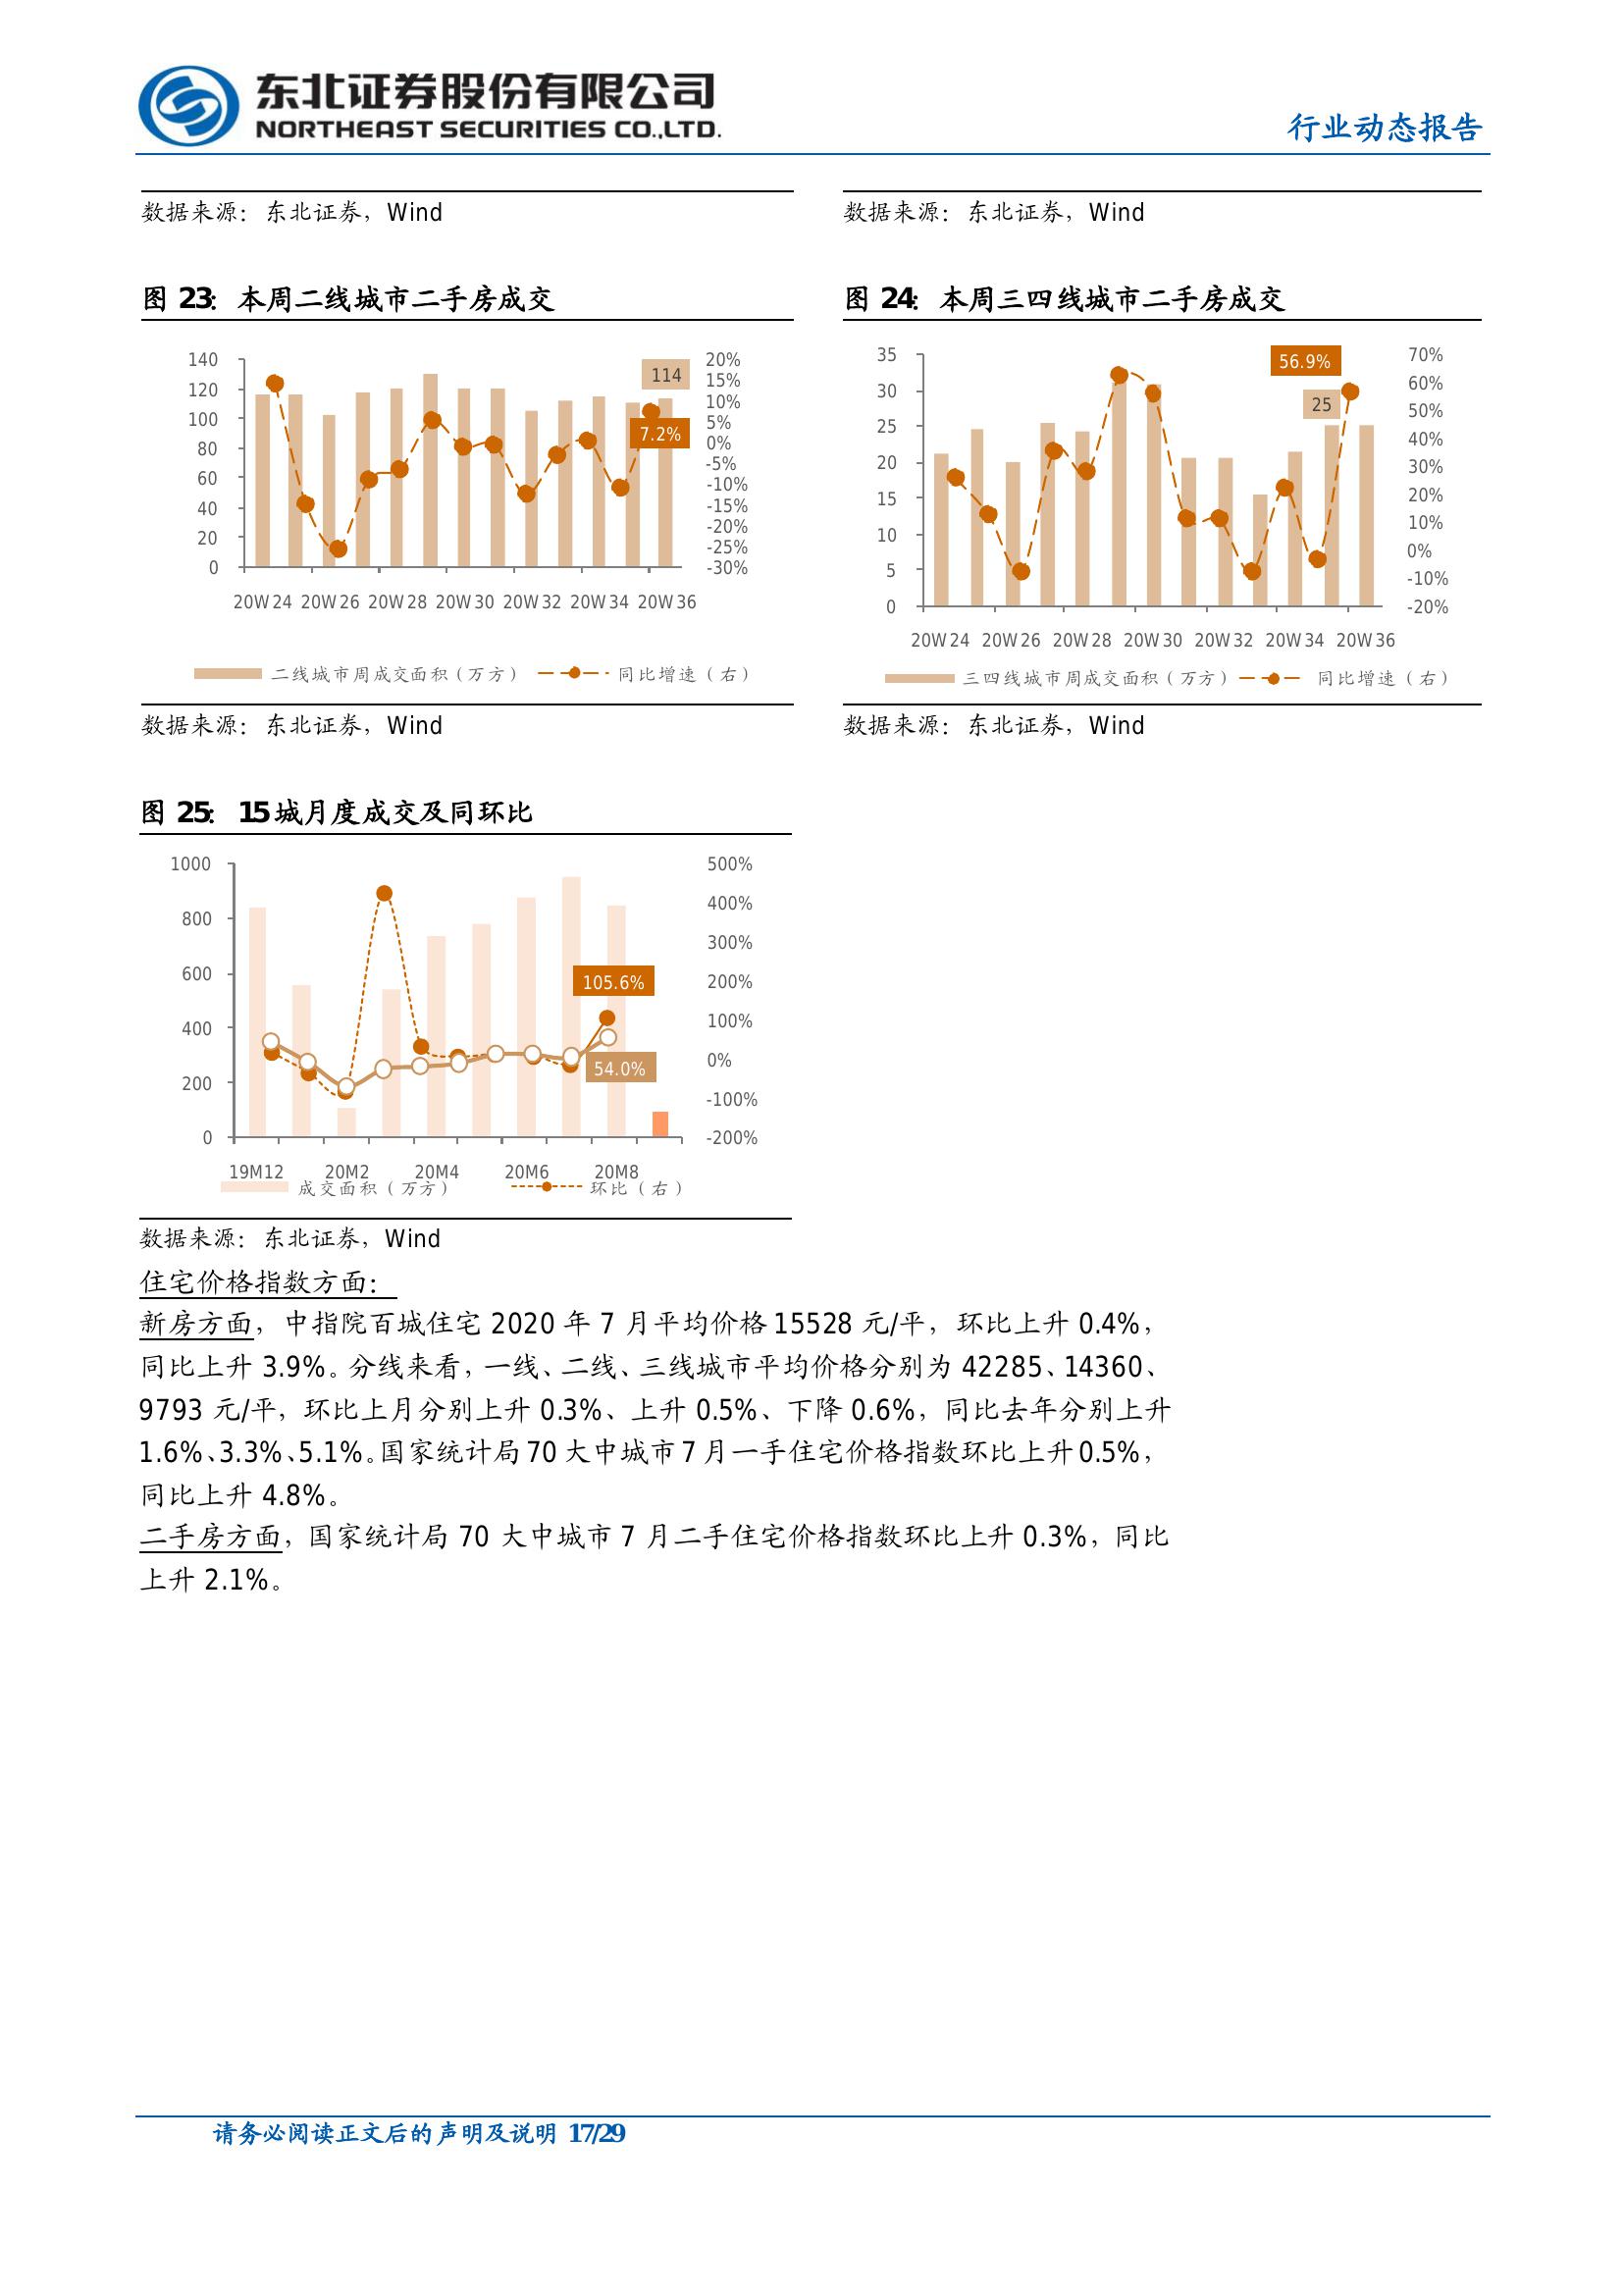 东北证券股份有限公司
NORTHEAST SECURITIES CO.,LTD.
行业动态报告
数据来源：东北证券，Wind
数据来源：东北证券，Wind
图 23：本周二线城市二手房成交
140
120
100
80
60
40
20
0
20%
15%
10%
5%
0%
-5%
-10%
-15%
-20%
-25%
-30%
114
7.2%
20W24 20W26 20W28 20W30 20W32 20W34 20W36
二线城市周成交面积（万方） 同比增速（右）
数据来源：东北证券，Wind
图 24：本周三四线城市二手房成交
35
30
25
20
15
10
5
0
70%
60%
50%
40%
30%
20%
10%
0%
-10%
-20%
56.9%
25
20W24 20W26 20W28 20W30 20W32 20W34 20W36
三四线城市周成交面积（万方） 同比增速（右）
数据来源：东北证券，Wind
图 25：15 城月度成交及同环比
1000
800
600
400
200
0
500%
400%
300%
200%
100%
0%
-100%
-200%
105.6%
54.0%
19M12 20M2 20M4 20M6 20M8
成交面积（万方） 环比（右）
数据来源：东北证券，Wind
住宅价格指数方面：
新房方面，中指院百城住宅 2020 年 7 月平均价格 15528 元/平，环比上升 0.4%，
同比上升 3.9%。分线来看，一线、二线、三线城市平均价格分别为 42285、14360、
9793 元/平，环比上月分别上升 0.3%、上升 0.5%、下降 0.6%，同比去年分别上升
1.6%、3.3%、5.1%。国家统计局 70 大中城市 7 月一手住宅价格指数环比上升 0.5%，
同比上升 4.8%。
二手房方面，国家统计局 70 大中城市 7 月二手住宅价格指数环比上升 0.3%，同比
上升 2.1%。
请务必阅读正文后的声明及说明 17/29